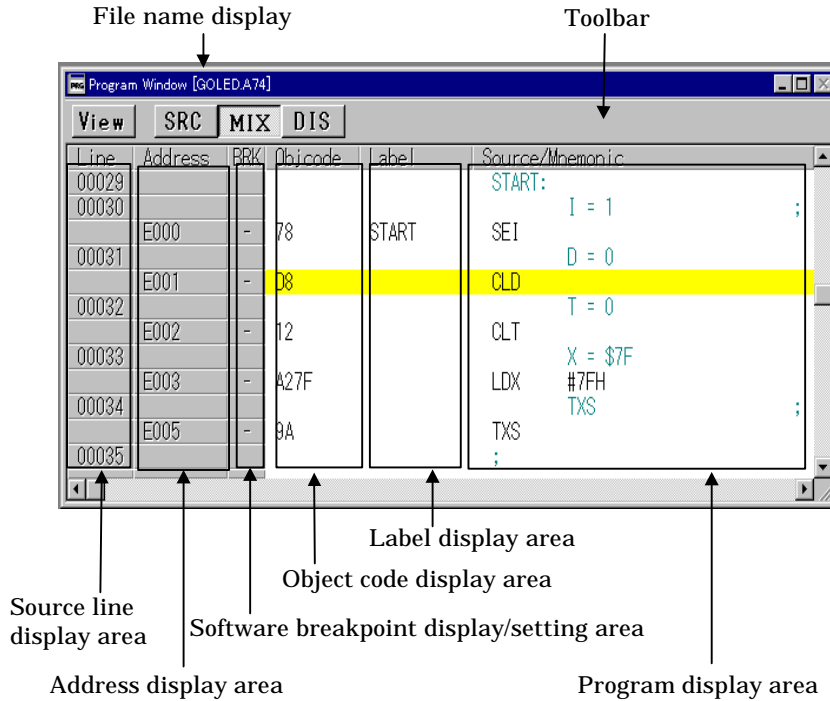 File name display
Toolbar
PRG Program Window [GOLED.A74]
View SRC MIX DIS
Line Address BRK Objcode Label Source/Mnemonic
00029 START:
00030 I = 1 ;
E000 - 78 START SEI
00031 D = 0
E001 - D8 CLD
00032 T = 0
E002 - 12 CLT
00033 X = $7F
E003 - A27F LDX #7FH
00034 TXS ;
E005 - 9A TXS
00035 ;
Label display area
Object code display area
Source line
display area
Software breakpoint display/setting area
Address display area
Program display area